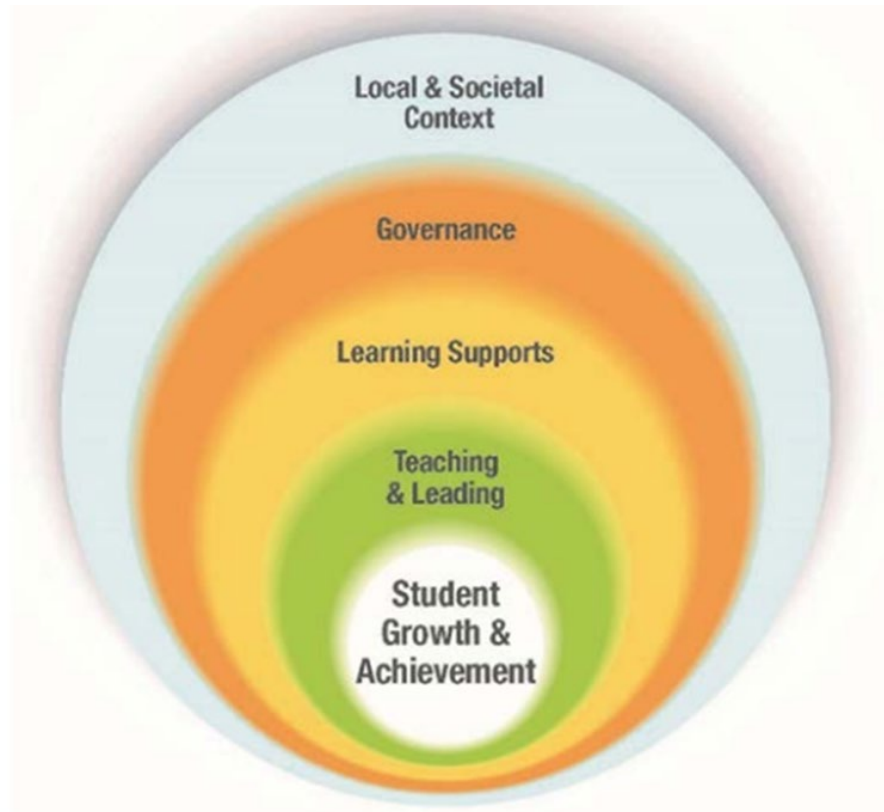 Local & Societal
Context
Governance
Learning Supports
Teaching
& Leading
Student
Growth &
Achievement